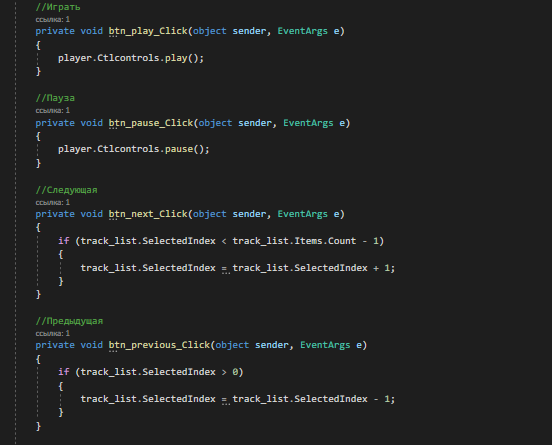 //Играть
ссылка: 1
private void btn_play_Click(object sender, EventArgs e)
{
player.Ctlcontrols.play();
}
//Пауза
ссылка: 1
private void btn_pause_Click(object sender, EventArgs e)
{
player.Ctlcontrols.pause();
}
//Следующая
ссылка: 1
private void btn_next_Click(object sender, EventArgs e)
{
if (track_list.SelectedIndex < track_list.Items.Count - 1)
{
track_list.SelectedIndex = track_list.SelectedIndex + 1;
}
}
//Предыдущая
ссылка: 1
private void btn_previous_Click(object sender, EventArgs e)
{
if (track_list.SelectedIndex > 0)
{
track_list.SelectedIndex = track_list.SelectedIndex - 1;
}
}